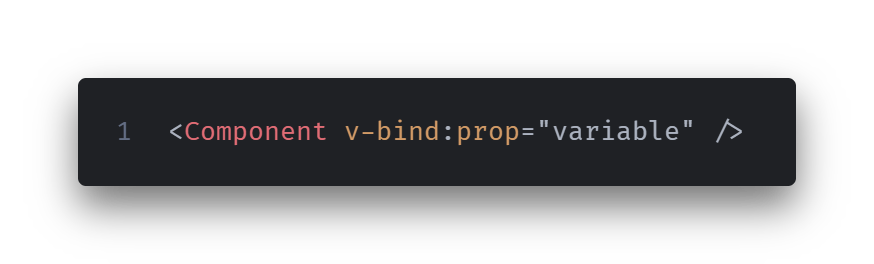 1 <Component v-bind:prop="variable" />